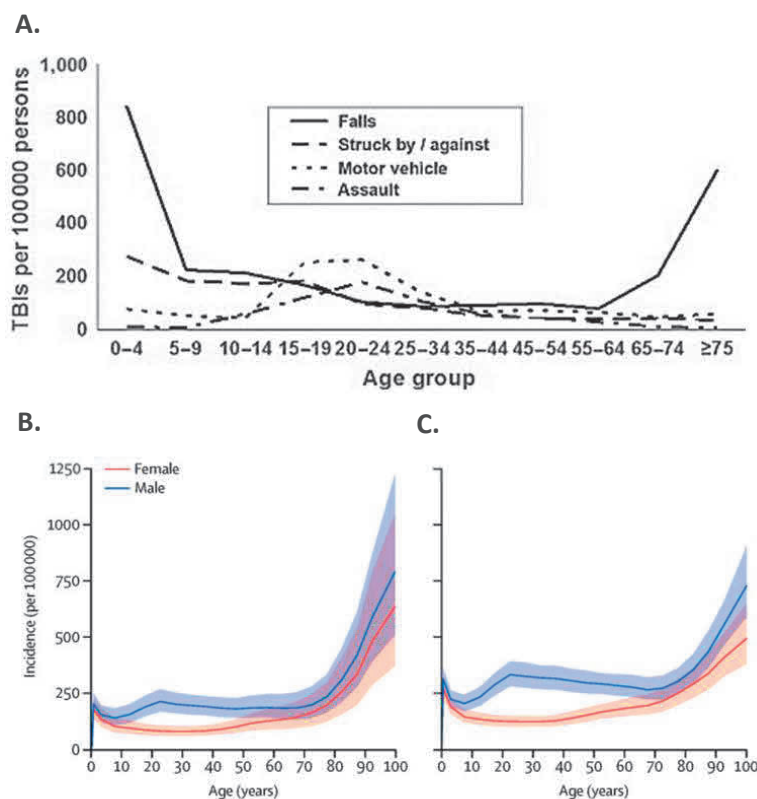 A.
1,000
800
600
400
200
0
TBIs per 100 000 persons
Falls
Struck by / against
Motor vehicle
Assault
0–4 5–9 10–14 15–19 20–24 25–34 35–44 45–54 55–64 65–74 ≥75
Age group
B.
C.
1250
1000
750
500
250
0
Incidence (per 100 000)
Female
Male
0 10 20 30 40 50 60 70 80 90 100
Age (years)
0 10 20 30 40 50 60 70 80 90 100
Age (years)